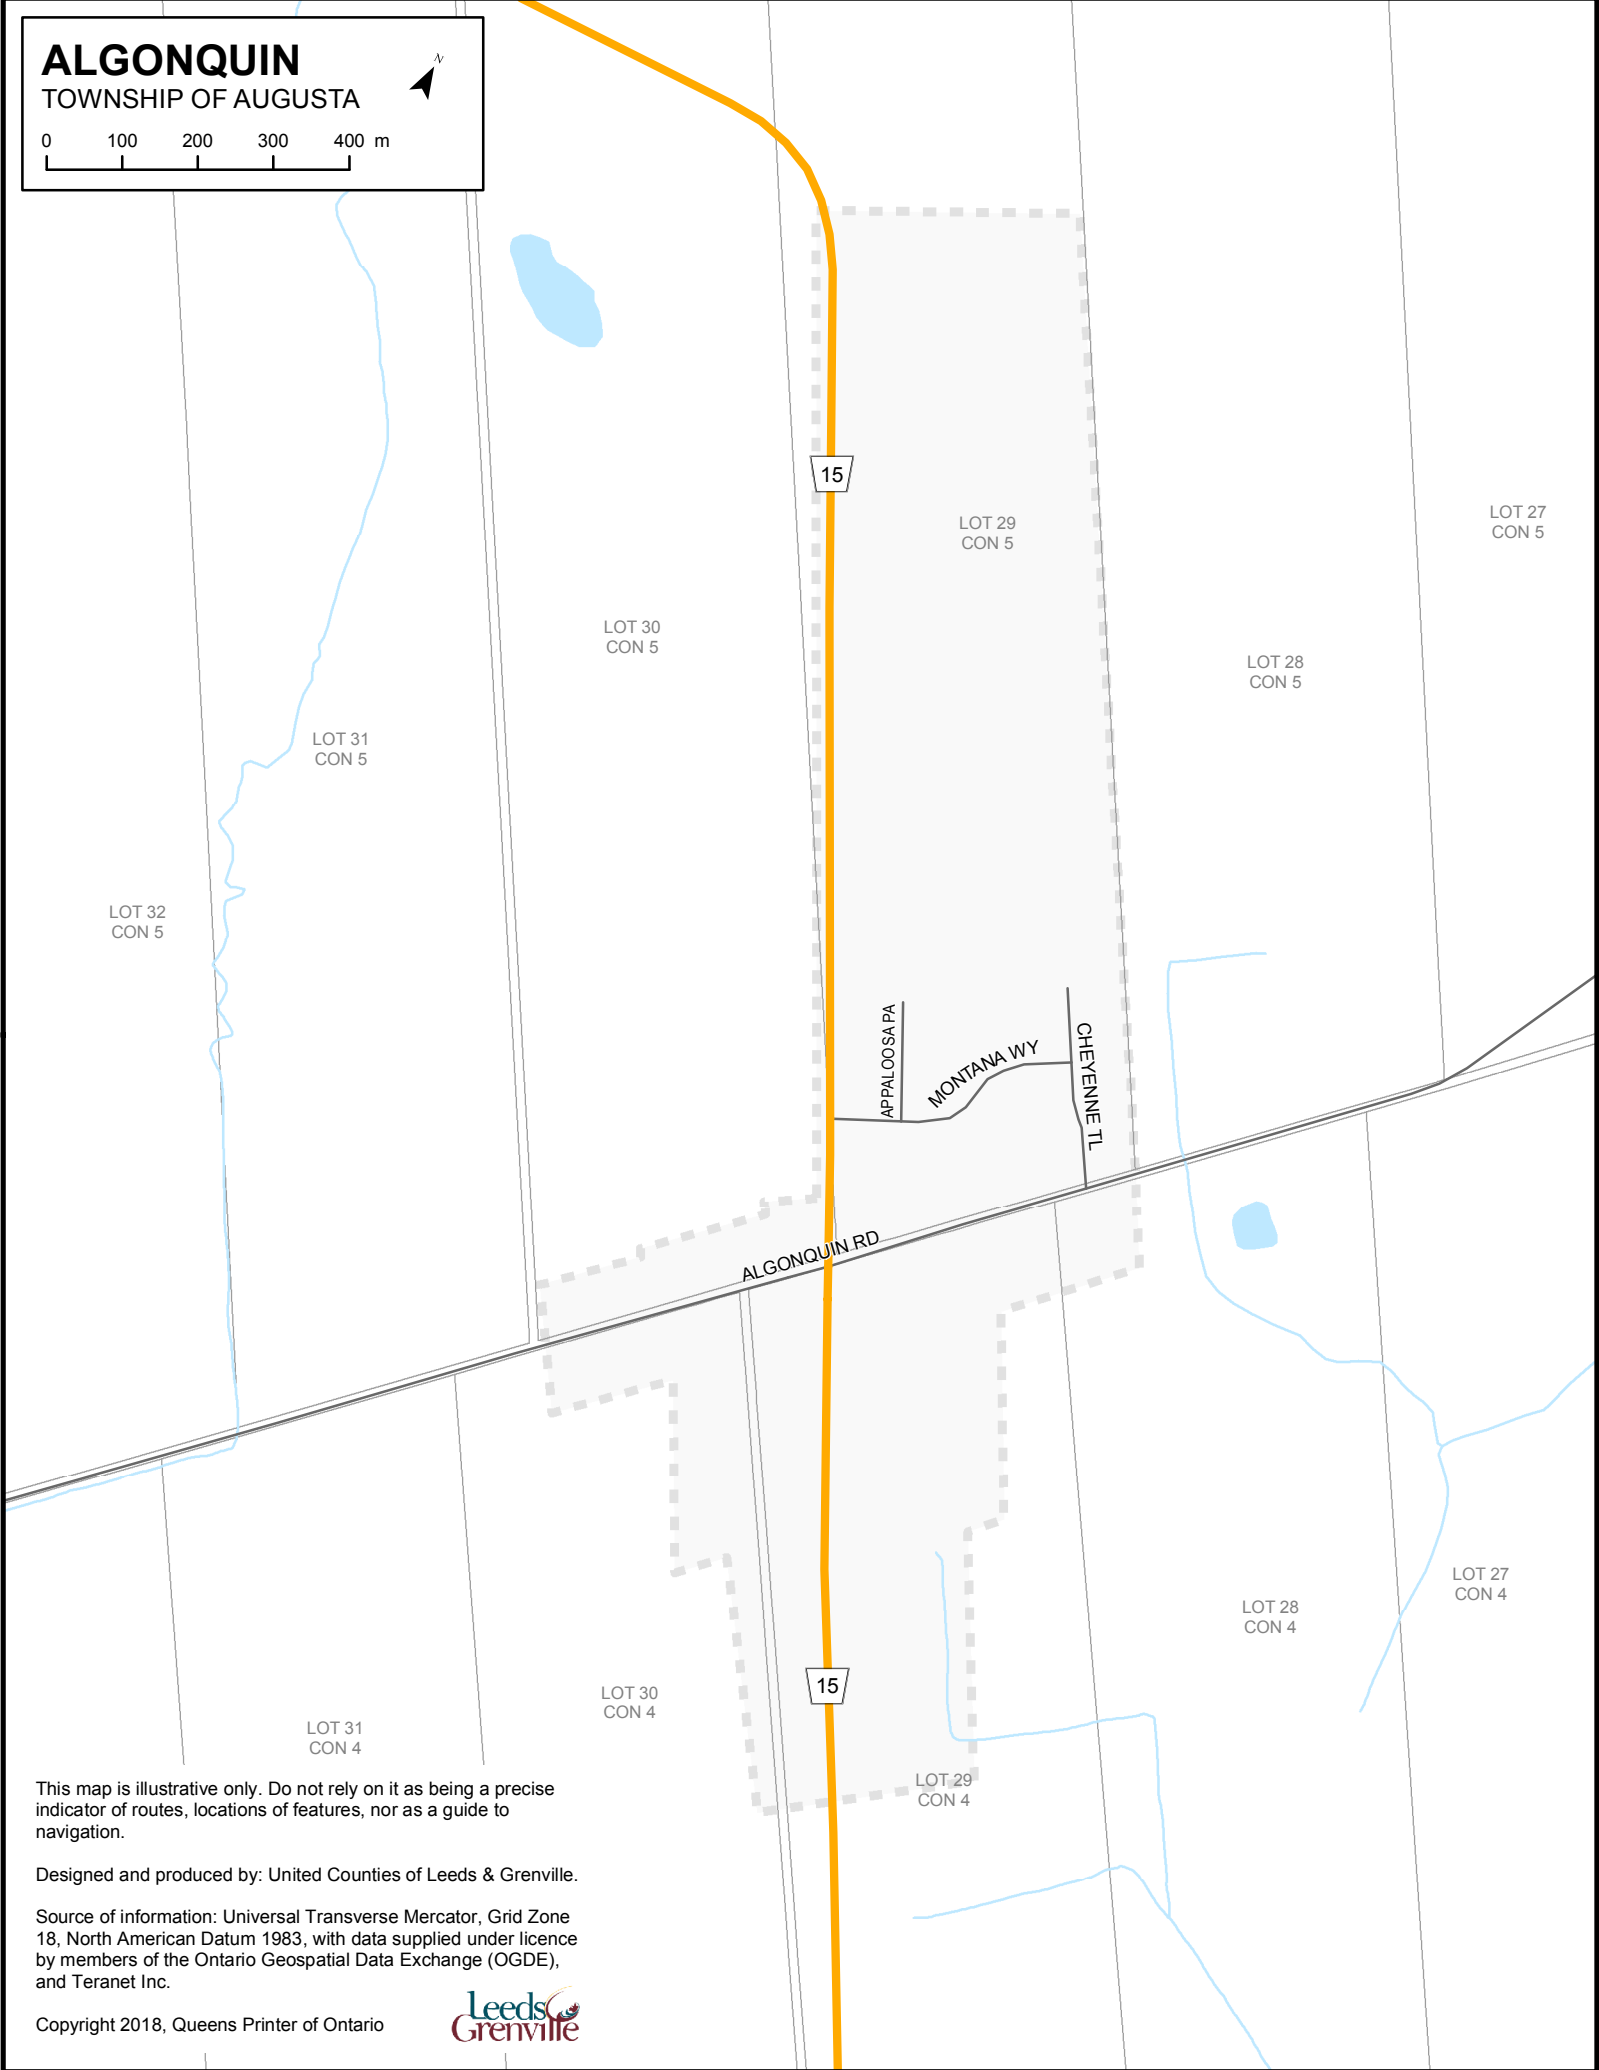 ALGONQUIN
TOWNSHIP OF AUGUSTA
N
0 100 200 300 400 m
15
LOT 29
CON 5
LOT 27
CON 5
LOT 30
CON 5
LOT 28
CON 5
LOT 31
CON 5
LOT 32
CON 5
APPALOOSA PA
MONTANA WY
CHEYENNE TL
ALGONQUIN RD
LOT 27
CON 4
LOT 28
CON 4
15
LOT 30
CON 4
LOT 31
CON 4
LOT 29
CON 4
This map is illustrative only. Do not rely on it as being a precise
indicator of routes, locations of features, nor as a guide to
navigation.
Designed and produced by: United Counties of Leeds & Grenville.
Source of information: Universal Transverse Mercator, Grid Zone
18, North American Datum 1983, with data supplied under licence
by members of the Ontario Geospatial Data Exchange (OGDE),
and Teranet Inc.
Copyright 2018, Queens Printer of Ontario
Leeds
Grenville